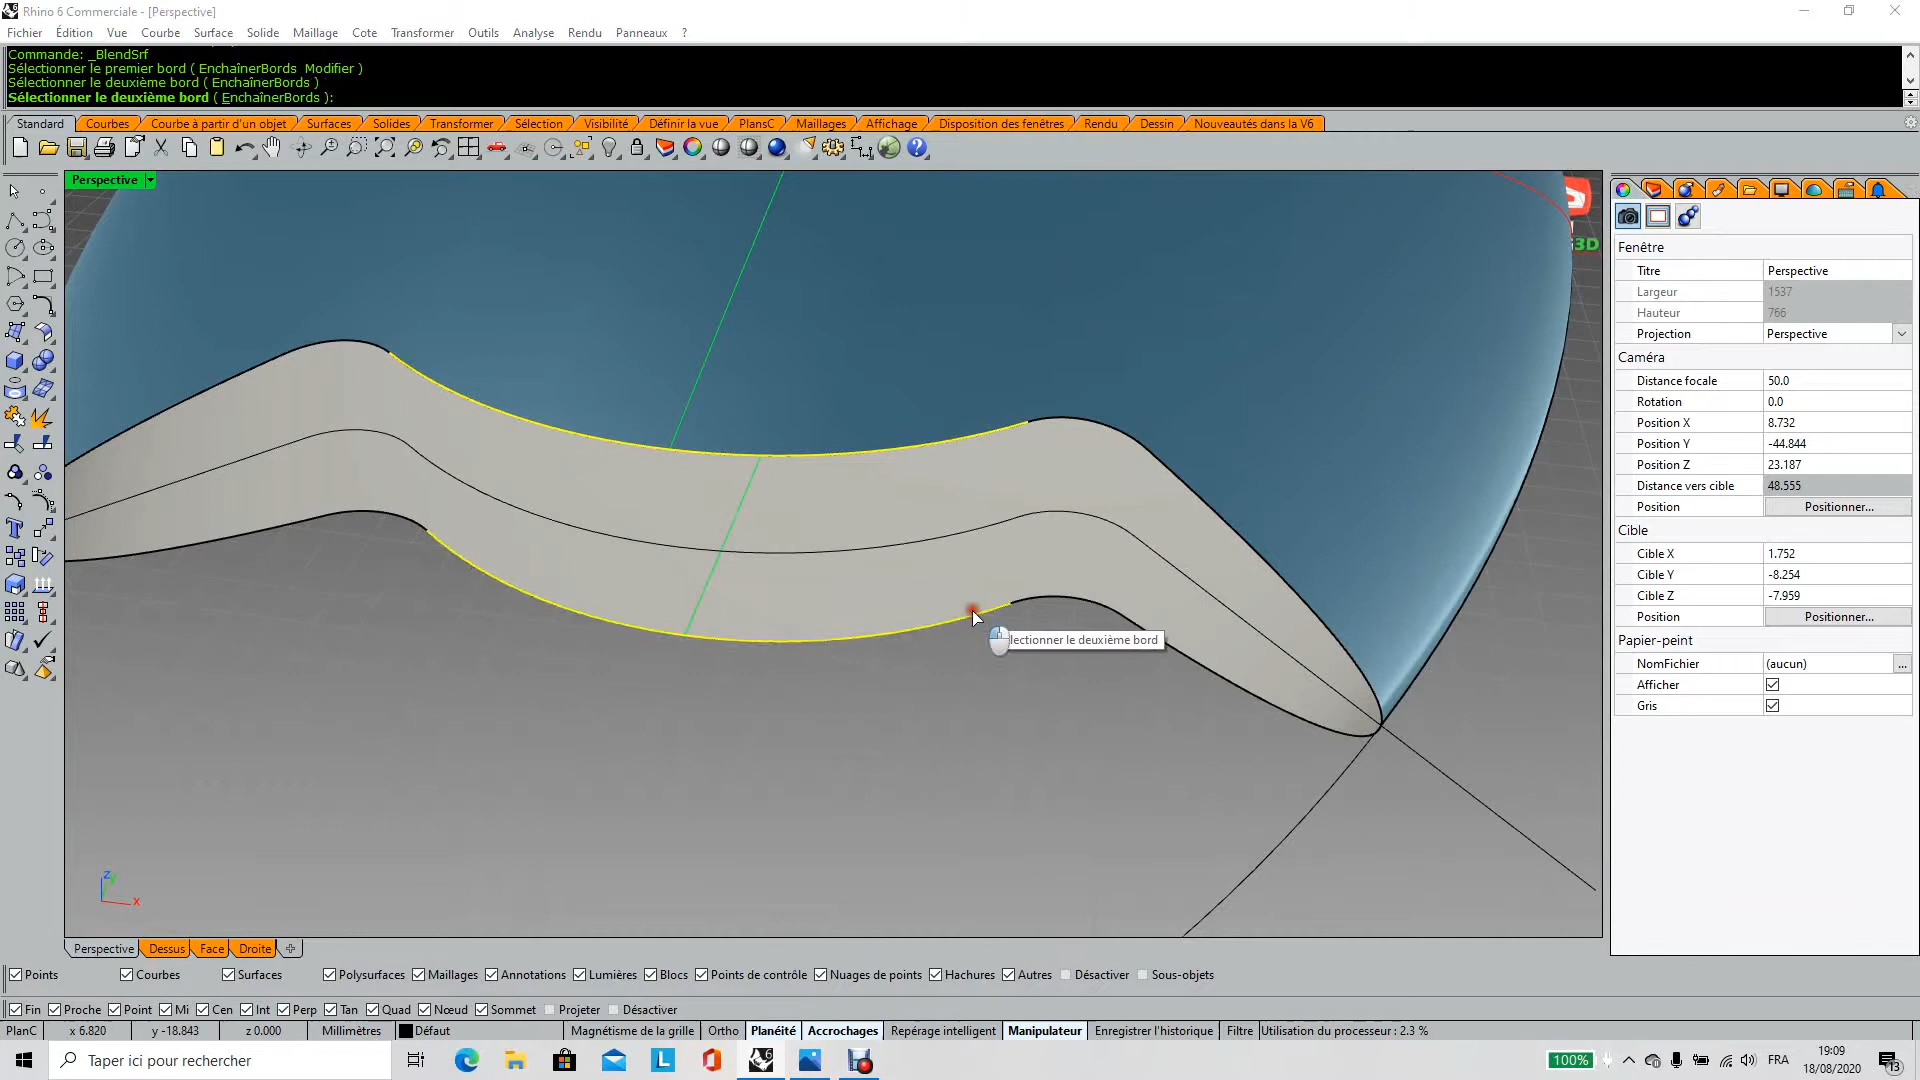 Rhino 6 Commerciale - [Perspective]
Fichier Édition Vue Courbe Surface Solide Maillage Cote Transformer Outils Analyse Rendu Panneaux ?
Commande: _BlendSrf
Sélectionner le premier bord ( EnchaînerBords Modifier )
Sélectionner le deuxième bord ( EnchaînerBords )
Sélectionner le deuxième bord ( EnchaînerBords ):
Standard Courbes Courbe à partir d'un objet Surfaces Solides Transformer Sélection Visibilité Définir la vue PlansC Maillages Affichage Disposition des fenêtres Rendu Dessin Nouveautés dans la V6
Perspective
3D
Fenêtre
Titre Perspective
Largeur 1537
Hauteur 766
Projection Perspective
Caméra
Distance focale 50.0
Rotation 0.0
Position X 8.732
Position Y -44.844
Position Z 23.187
Distance vers cible 48.555
Position Positionner...
Cible
Cible X 1.752
Cible Y -8.254
Cible Z -7.959
Position Positionner...
Papier-peint
NomFichier (aucun) ...
Afficher
Gris
lectionner le deuxième bord
z y x
Perspective Dessus Face Droite
Points Courbes Surfaces Polysurfaces Maillages Annotations Lumières Blocs Points de contrôle Nuages de points Hachures Autres Désactiver Sous-objets
Fin Proche Point Mi Cen Int Perp Tan Quad Nœud Sommet Projeter Désactiver
PlanC x 6.820 y -18.843 z 0.000 Millimètres Défaut Magnétisme de la grille Ortho Planéité Accrochages Repérage intelligent Manipulateur Enregistrer l'historique Filtre Utilisation du processeur : 2.3 %
Taper ici pour rechercher
100% FRA 19:09
18/08/2020 13